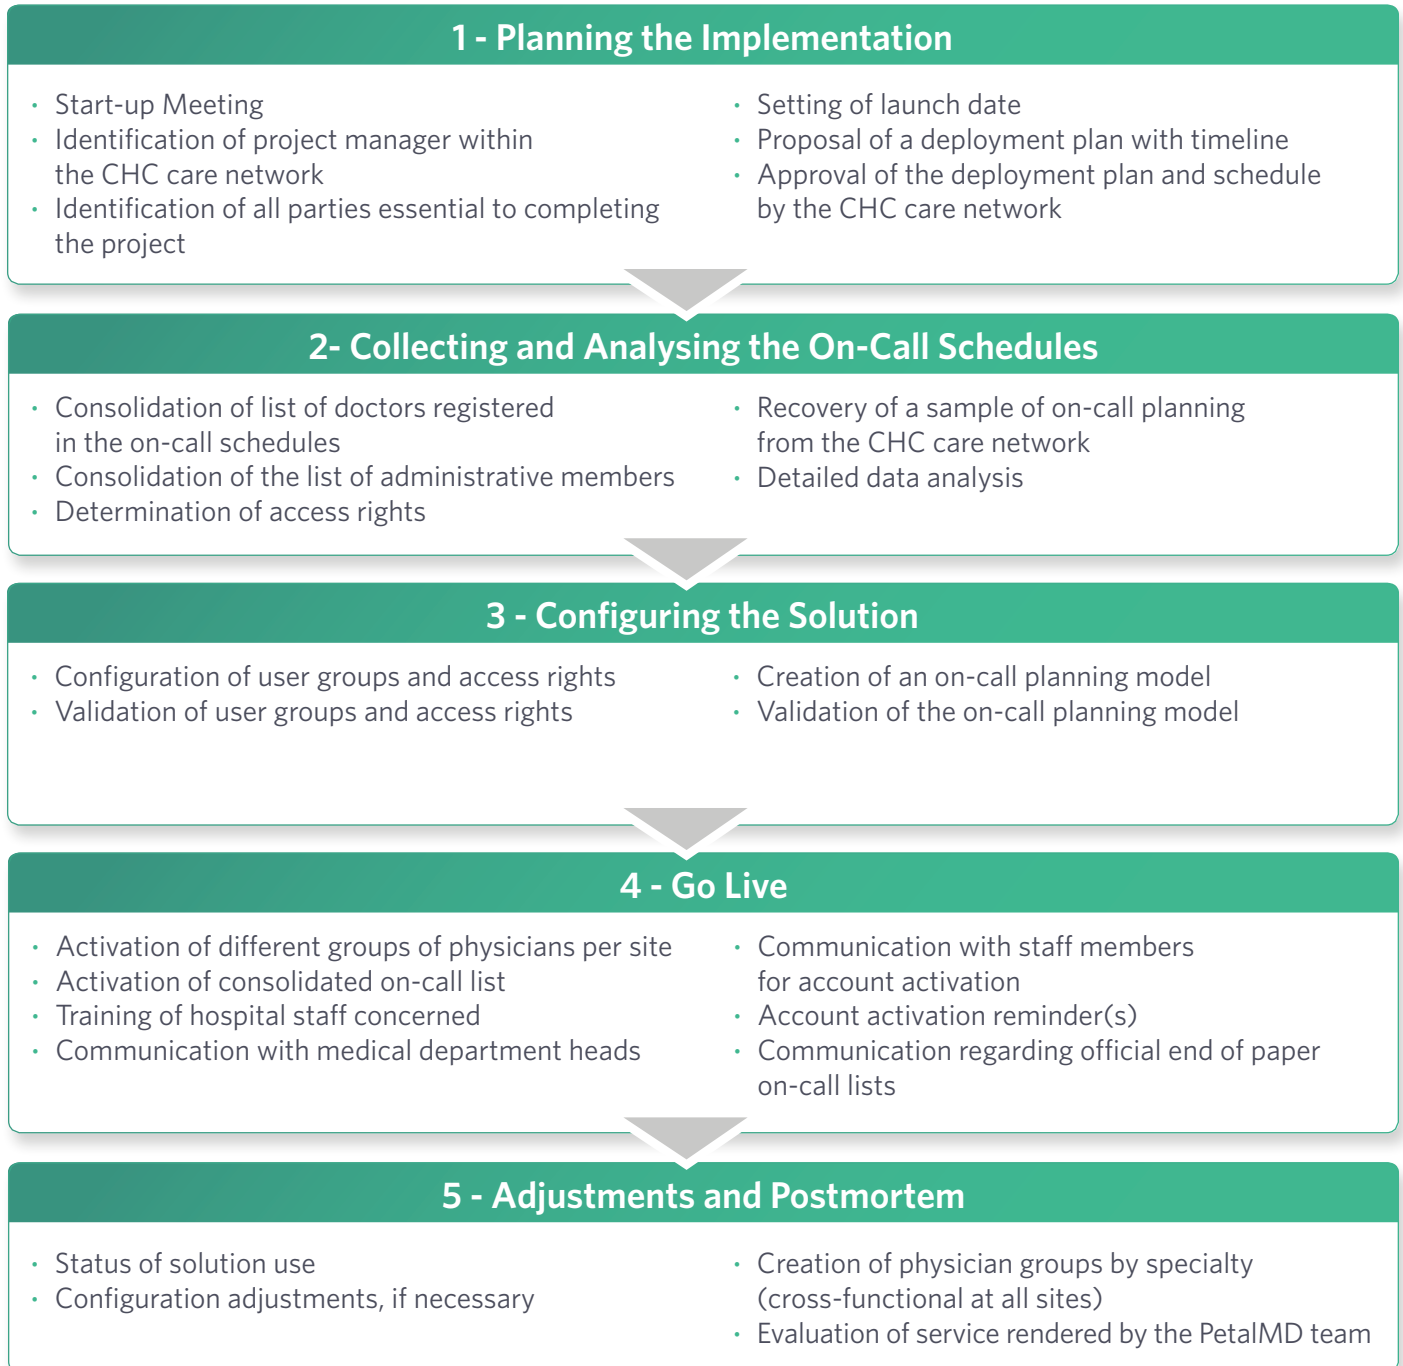 1 - Planning the Implementation
• Start-up Meeting
• Identification of project manager within
the CHC care network
• Identification of all parties essential to completing
the project
• Setting of launch date
• Proposal of a deployment plan with timeline
• Approval of the deployment plan and schedule
by the CHC care network
2- Collecting and Analysing the On-Call Schedules
• Consolidation of list of doctors registered
in the on-call schedules
• Consolidation of the list of administrative members
• Determination of access rights
• Recovery of a sample of on-call planning
from the CHC care network
• Detailed data analysis
3 - Configuring the Solution
• Configuration of user groups and access rights
• Validation of user groups and access rights
• Creation of an on-call planning model
• Validation of the on-call planning model
4 - Go Live
• Activation of different groups of physicians per site
• Activation of consolidated on-call list
• Training of hospital staff concerned
• Communication with medical department heads
• Communication with staff members
for account activation
• Account activation reminder(s)
• Communication regarding official end of paper
on-call lists
5 - Adjustments and Postmortem
• Status of solution use
• Configuration adjustments, if necessary
• Creation of physician groups by specialty
(cross-functional at all sites)
• Evaluation of service rendered by the PetalMD team